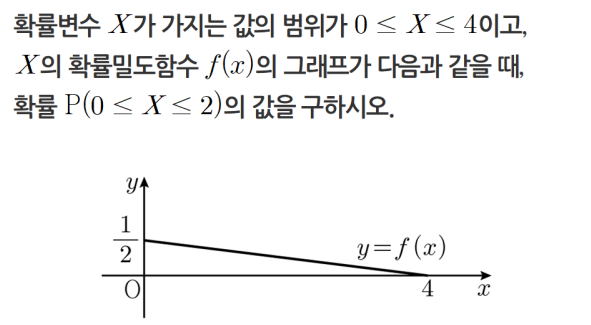 확률변수 X가 가지는 값의 범위가 0 ≤ X ≤ 4이고,
X의 확률밀도함수 f(x)의 그래프가 다음과 같을 때,
확률 P(0 ≤ X ≤ 2)의 값을 구하시오.
y
1/2
y=f(x)
O
4
x